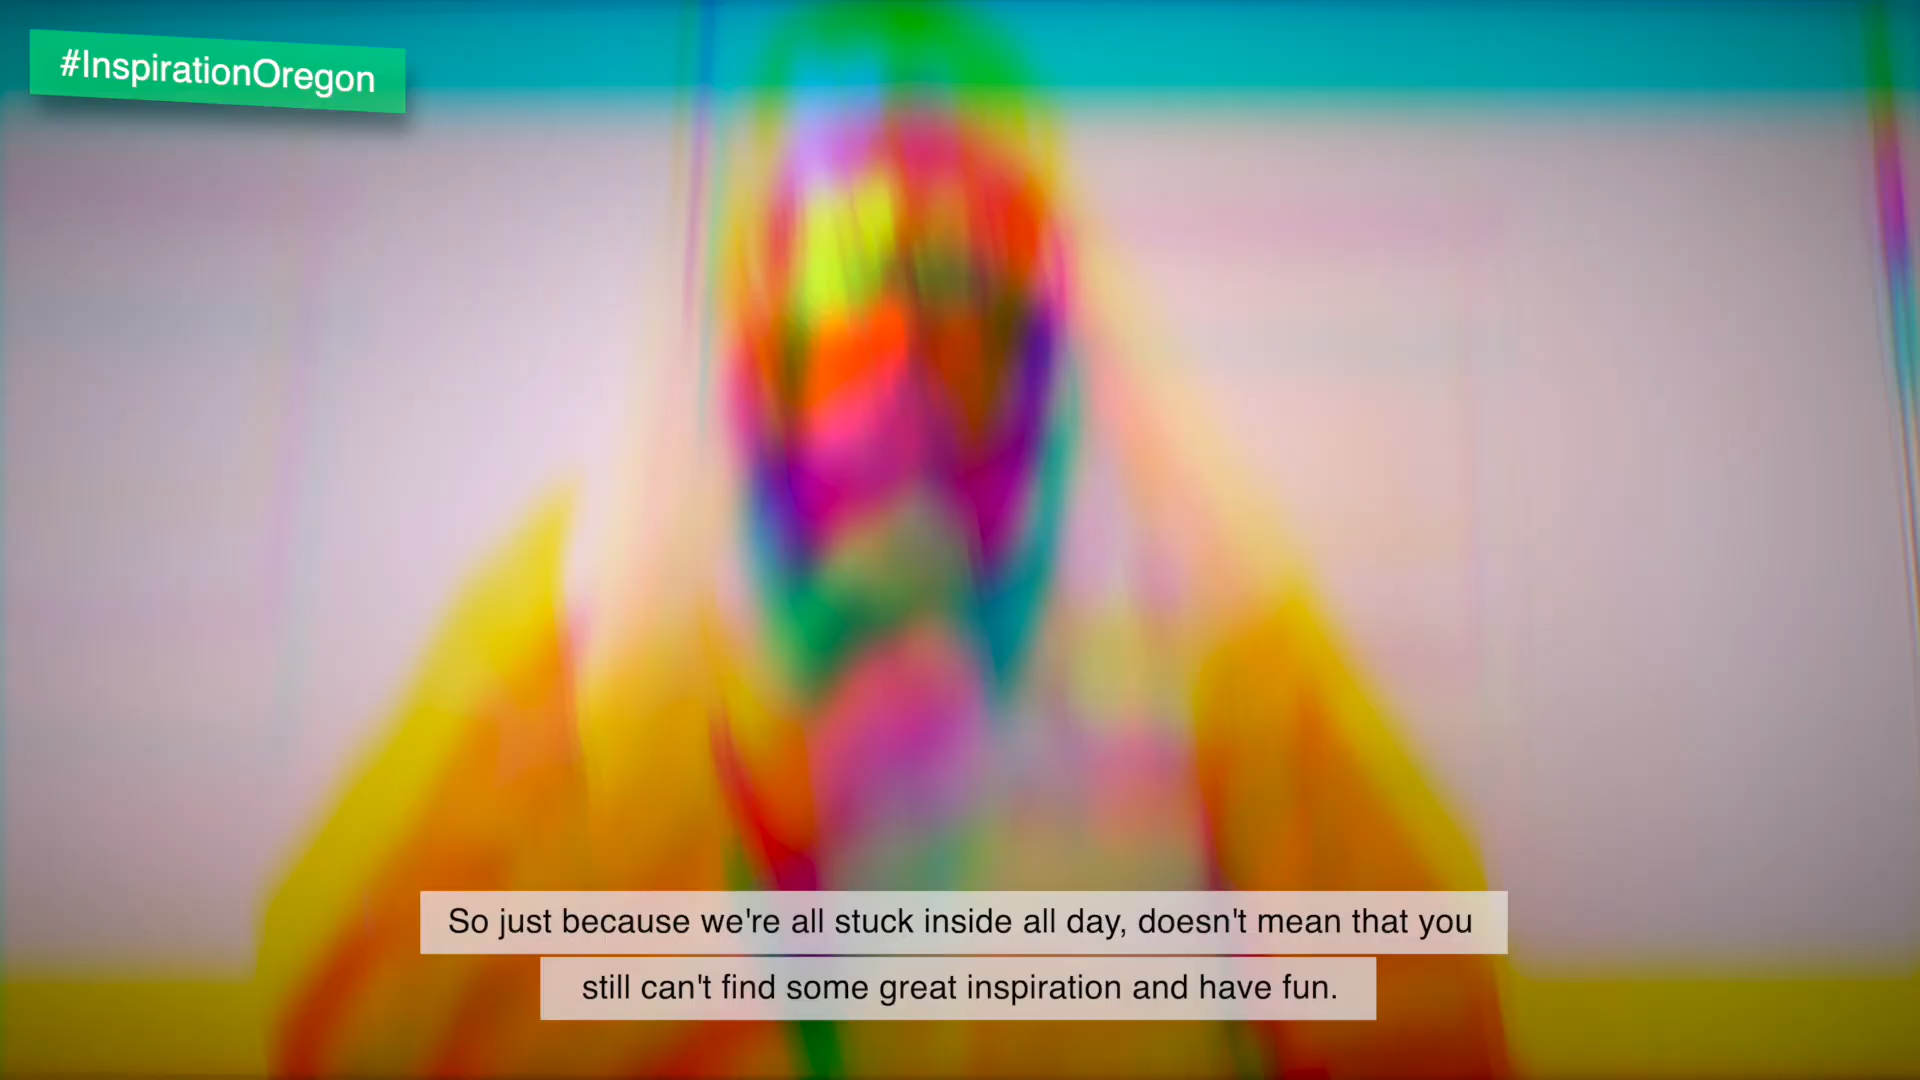 #InspirationOregon
So just because we're all stuck inside all day, doesn't mean that you
still can't find some great inspiration and have fun.